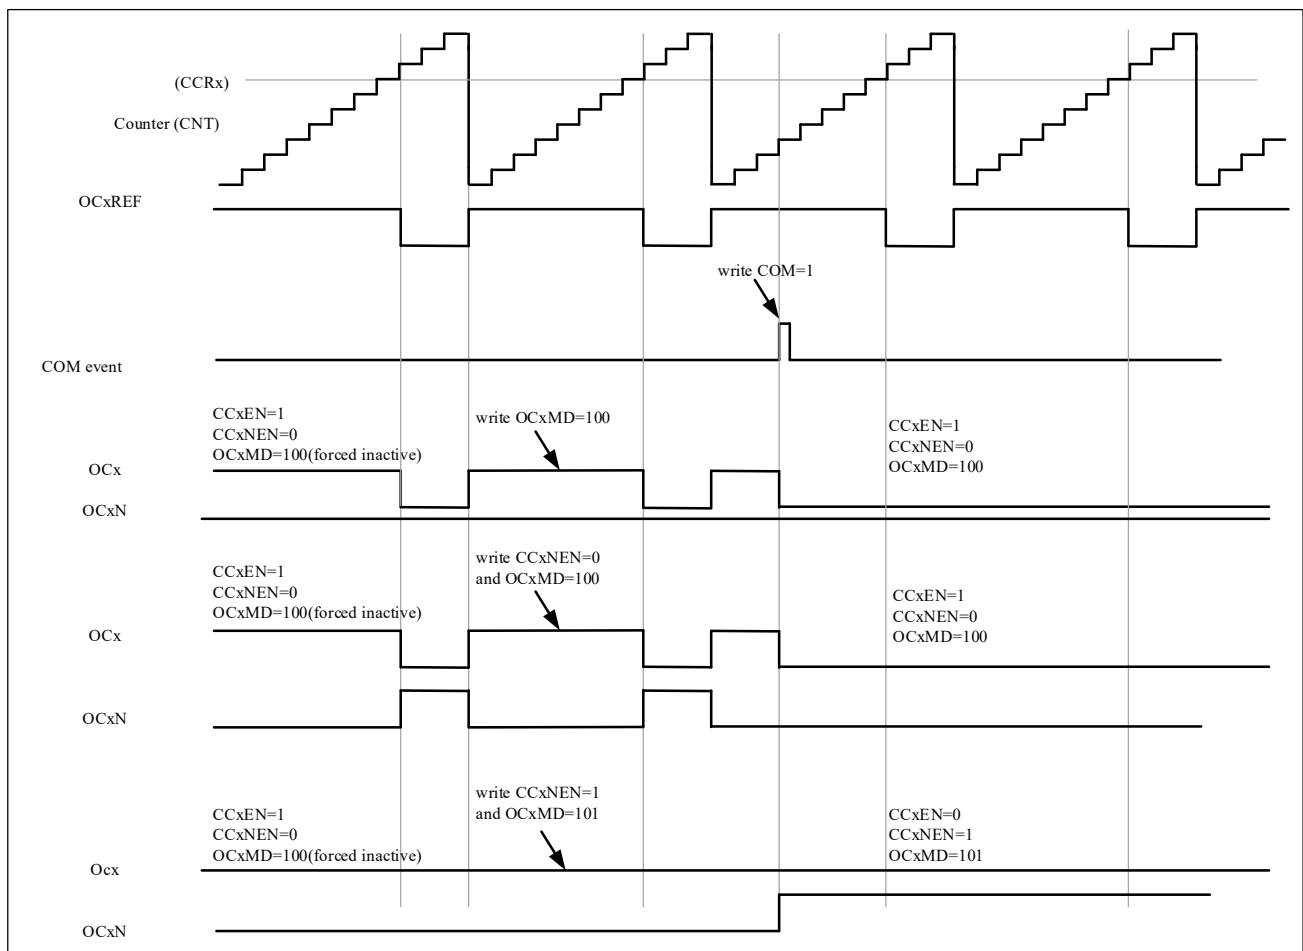 (CCRx)
Counter (CNT)
OCxREF
write COM=1
COM event
CCxEN=1
CCxNEN=0
OCxMD=100(forced inactive)
write OCxMD=100
CCxEN=1
CCxNEN=0
OCxMD=100
OCx
OCxN
CCxEN=1
CCxNEN=0
OCxMD=100(forced inactive)
write CCxNEN=0
and OCxMD=100
CCxEN=1
CCxNEN=0
OCxMD=100
OCx
OCxN
CCxEN=1
CCxNEN=0
OCxMD=100(forced inactive)
write CCxNEN=1
and OCxMD=101
CCxEN=0
CCxNEN=1
OCxMD=101
Ocx
OCxN